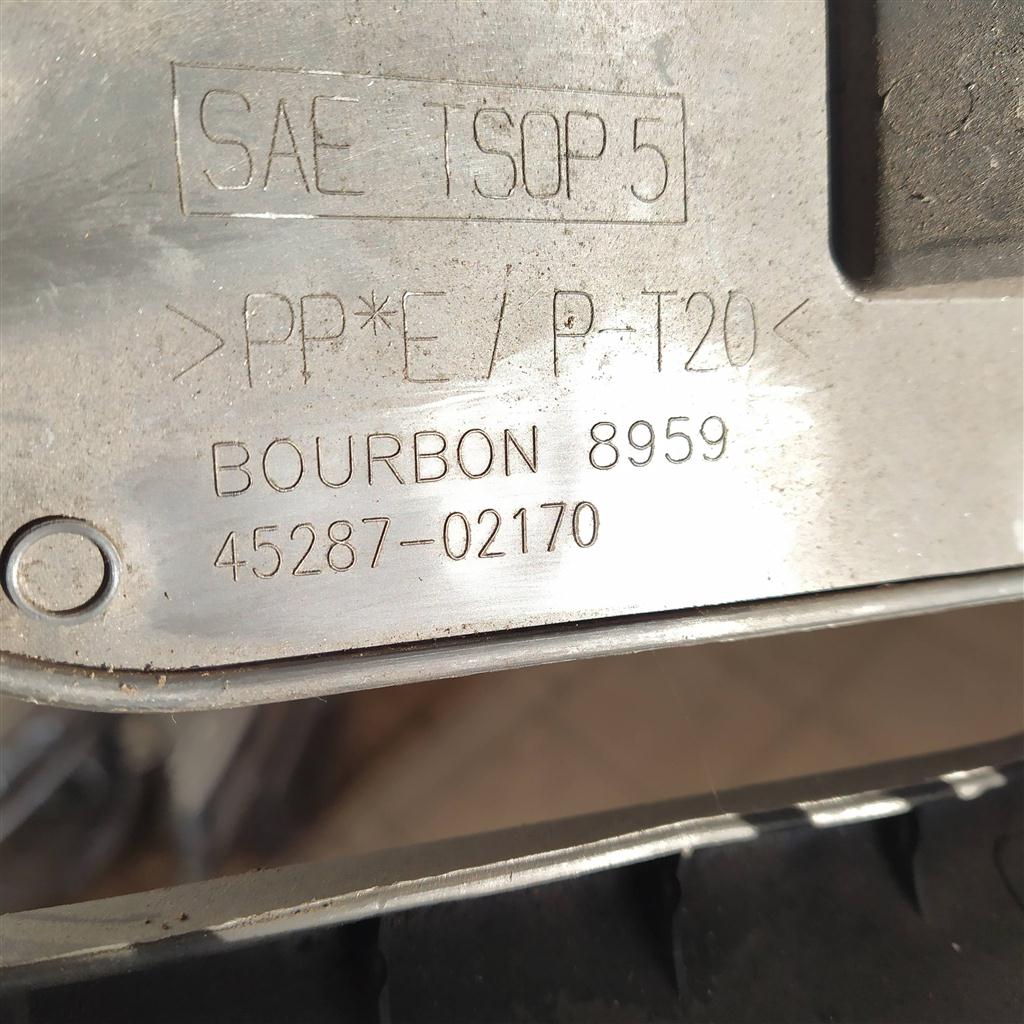 SAE TSOP 5
>PP*E / P-T20<
BOURBON 8959
45287-02170